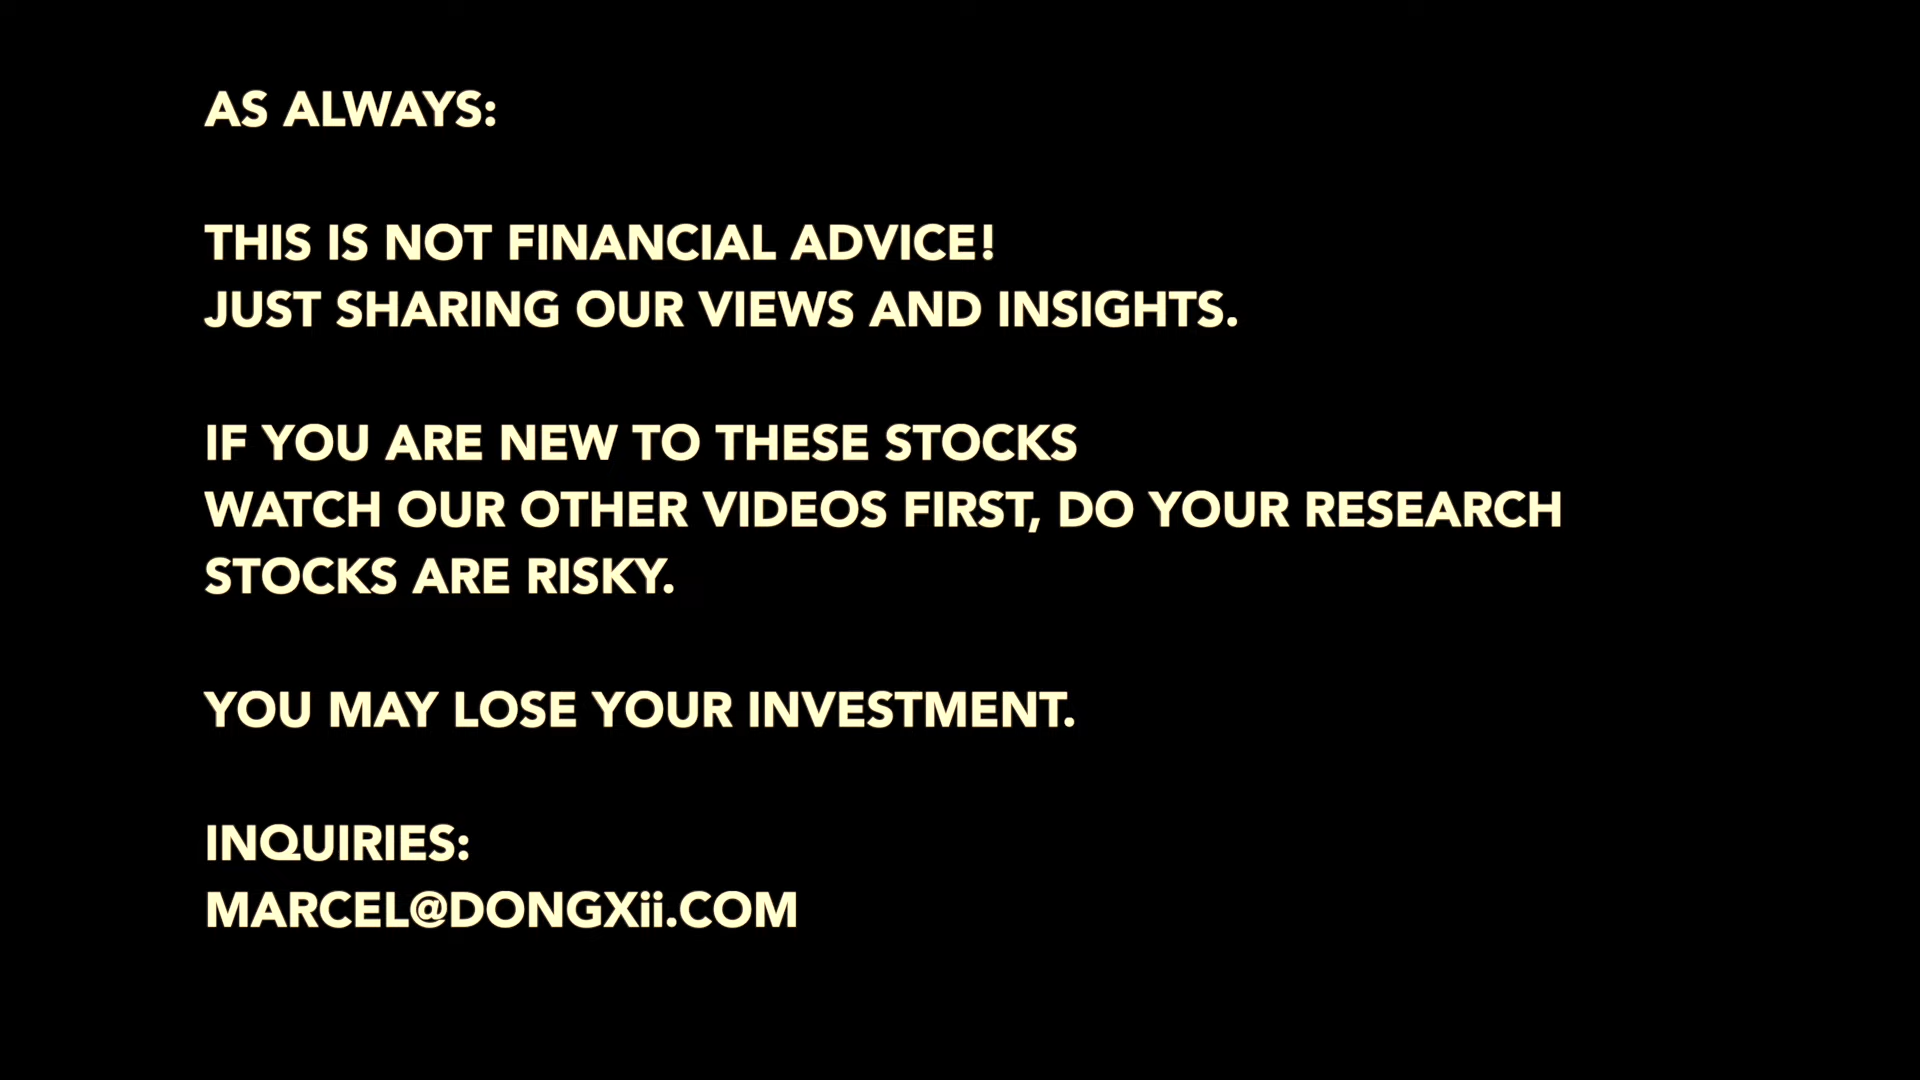 AS ALWAYS:
THIS IS NOT FINANCIAL ADVICE!
JUST SHARING OUR VIEWS AND INSIGHTS.
IF YOU ARE NEW TO THESE STOCKS
WATCH OUR OTHER VIDEOS FIRST, DO YOUR RESEARCH
STOCKS ARE RISKY.
YOU MAY LOSE YOUR INVESTMENT.
INQUIRIES:
MARCEL@DONGXii.COM